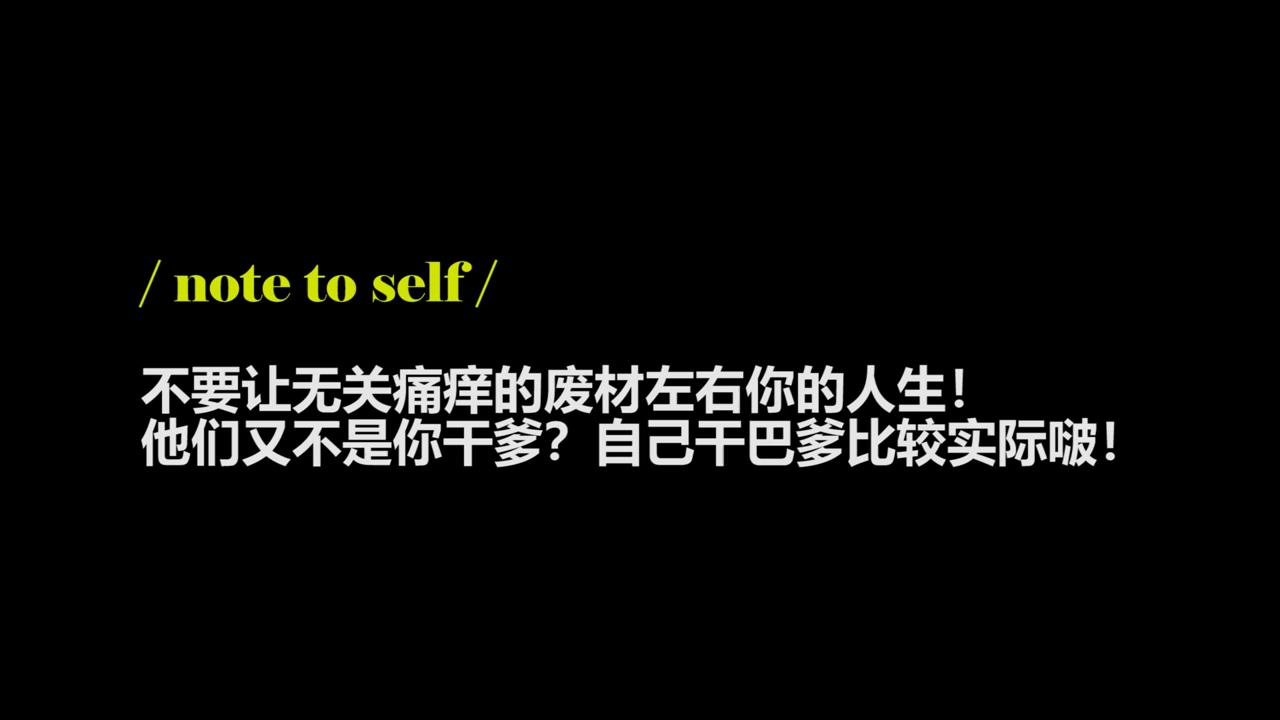 / note to self /
不要让无关痛痒的废材左右你的人生！
他们又不是你干爹？自己干巴爹比较实际啵！